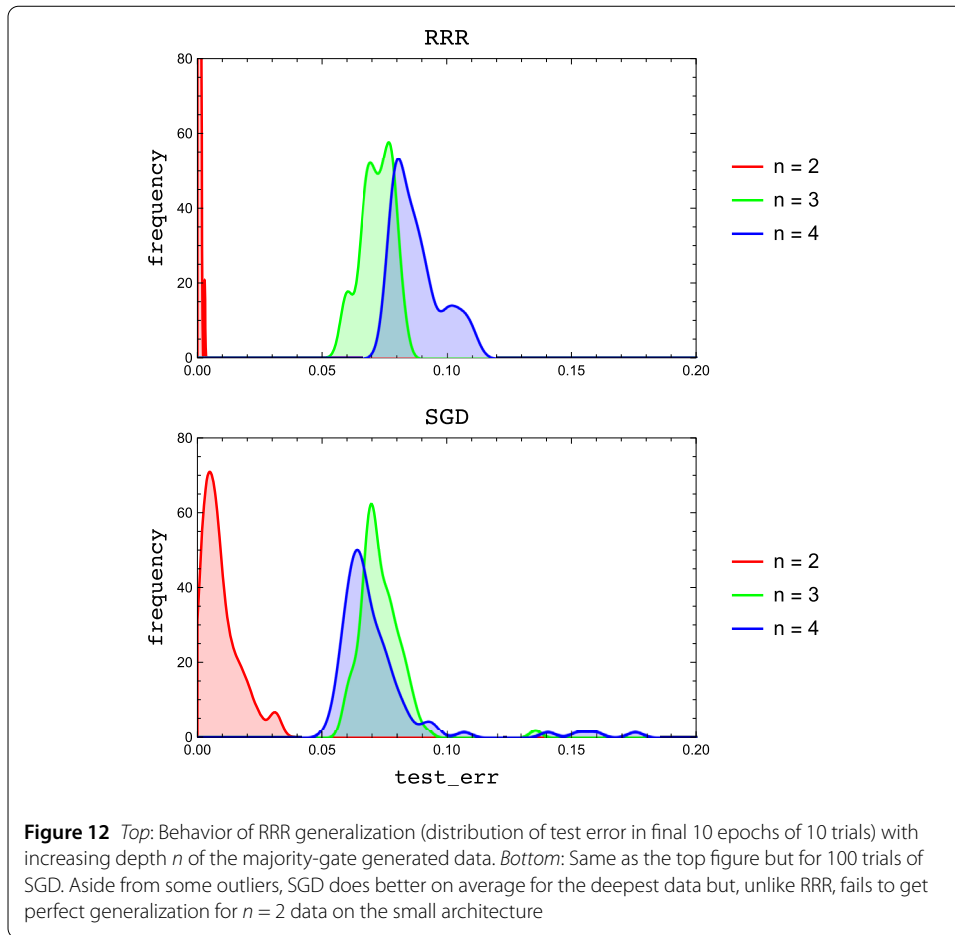 RRR
80
60
40
20
0
frequency
0.00 0.05 0.10 0.15 0.20
n = 2
n = 3
n = 4
SGD
80
60
40
20
0
frequency
0.00 0.05 0.10 0.15 0.20
test_err
n = 2
n = 3
n = 4
Figure 12 Top: Behavior of RRR generalization (distribution of test error in final 10 epochs of 10 trials) with
increasing depth n of the majority-gate generated data. Bottom: Same as the top figure but for 100 trials of
SGD. Aside from some outliers, SGD does better on average for the deepest data but, unlike RRR, fails to get
perfect generalization for n = 2 data on the small architecture